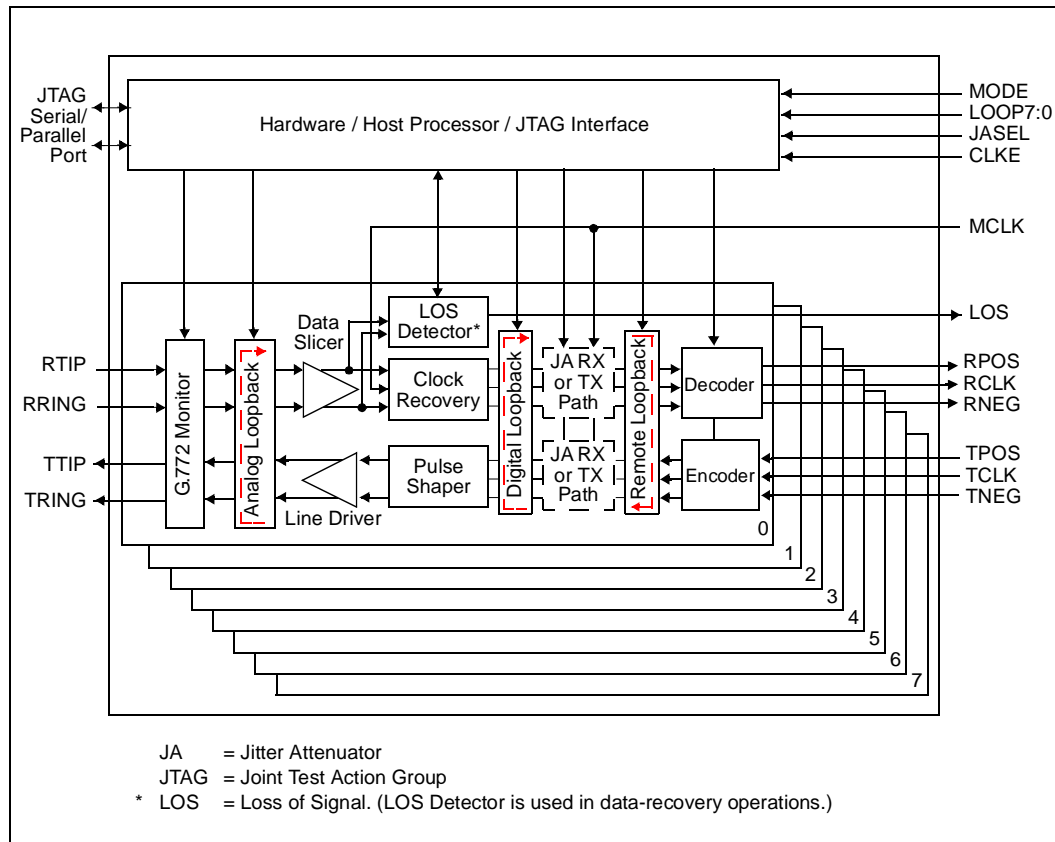 JTAG
Serial/
Parallel
Port
Hardware / Host Processor / JTAG Interface
MODE
LOOP7:0
JASEL
CLKE
MCLK
LOS
RTIP
RRING
TTIP
TRING
G.772 Monitor
Analog Loopback
Data
Slicer
LOS
Detector*
Clock
Recovery
Pulse
Shaper
Line Driver
Digital Loopback
JA RX
or TX
Path
JA RX
or TX
Path
Remote Loopback
Decoder
Encoder
RPOS
RCLK
RNEG
TPOS
TCLK
TNEG
0
1
2
3
4
5
6
7
JA = Jitter Attenuator
JTAG = Joint Test Action Group
* LOS = Loss of Signal. (LOS Detector is used in data-recovery operations.)